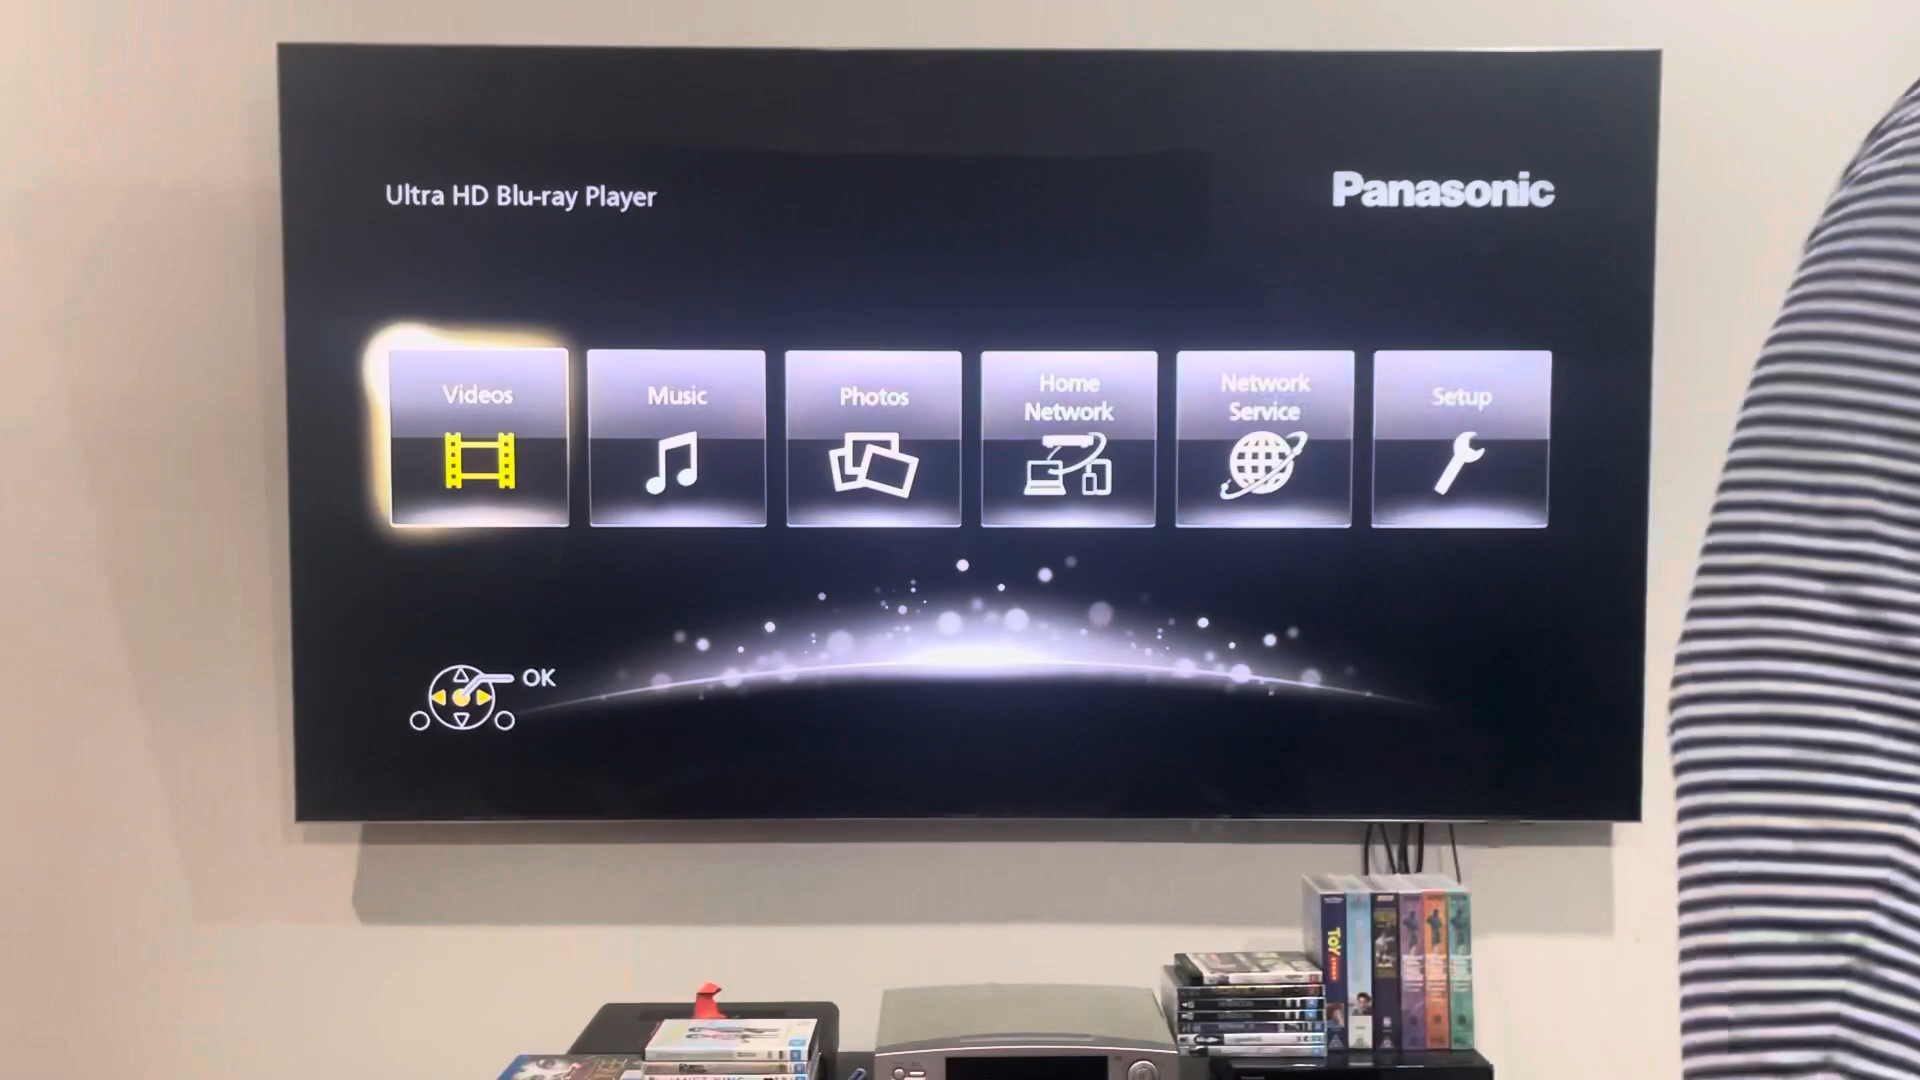 Ultra HD Blu-ray Player
Panasonic
Videos
Music
Photos
Home
Network
Network
Service
Setup
OK
TOY